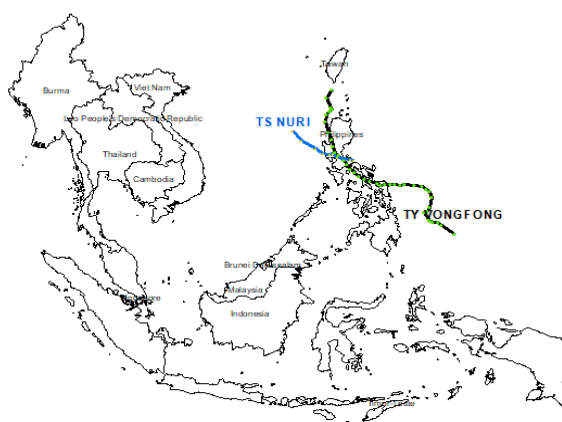 Taiwan
Burma
Viet Nam
TS NURI
Lao People's Democratic Republic
Philippines
Thailand
Cambodia
TY VONGFONG
Brunei Darussalam
Malaysia
Indonesia